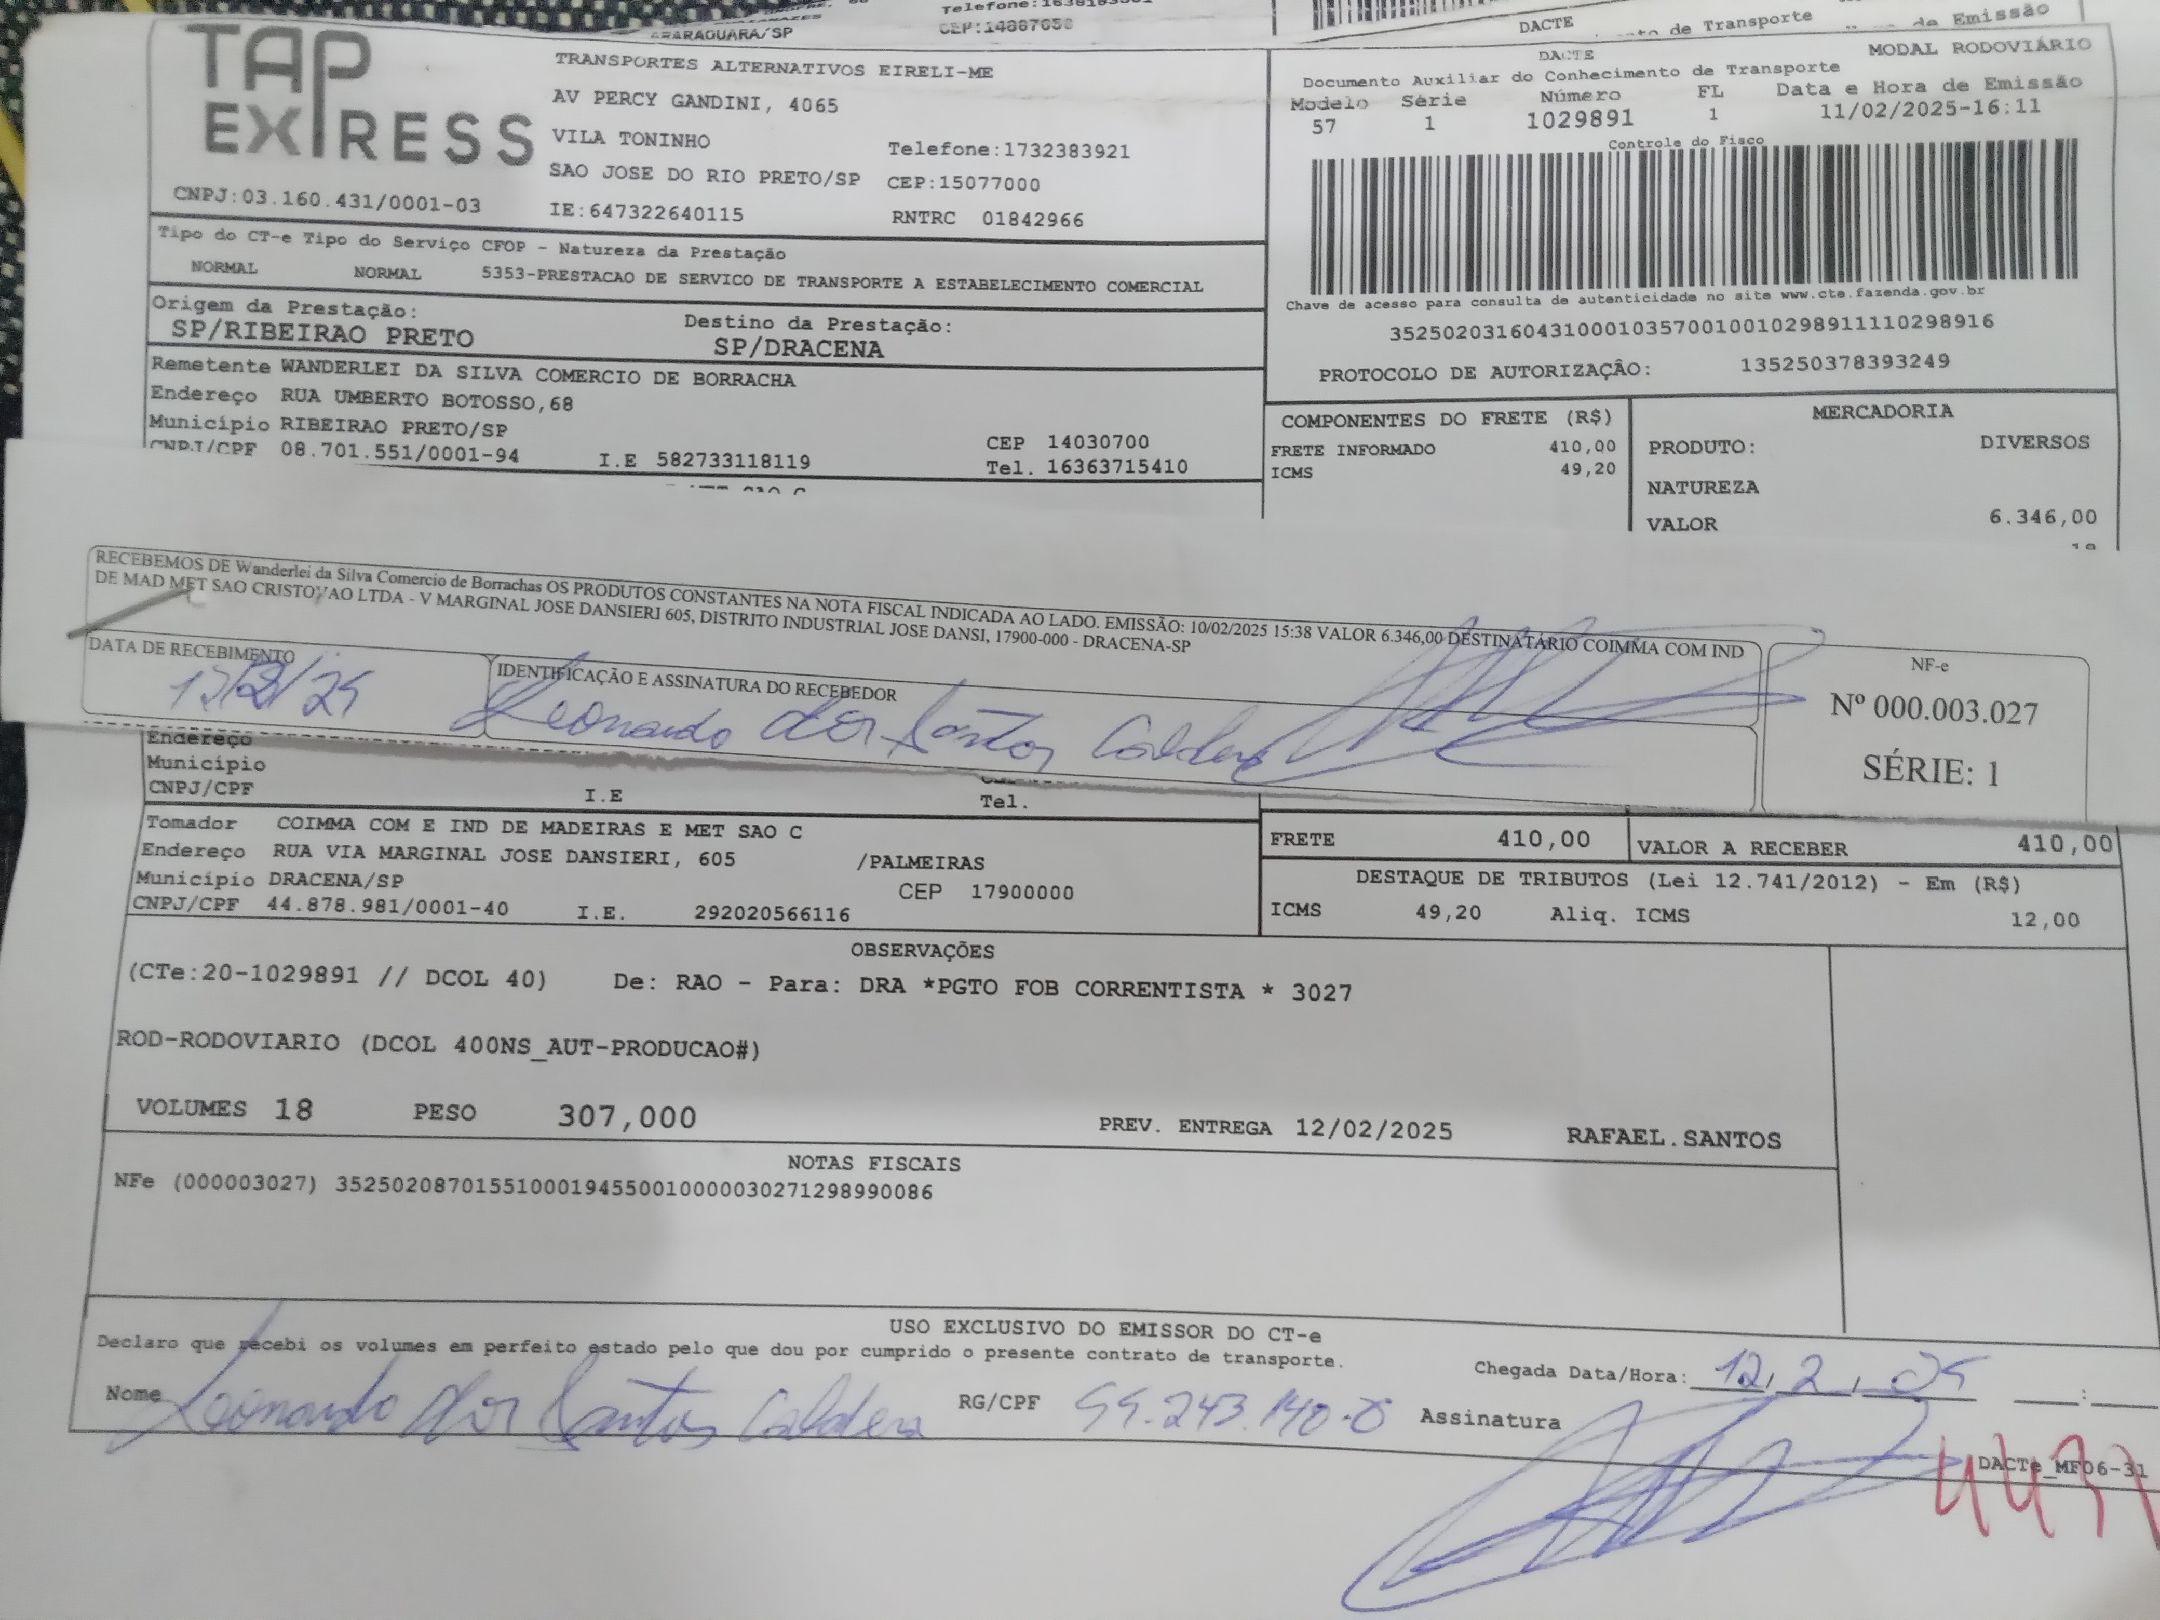 ARARAQUARA/SP
CEP:14807050
DACTE
de Transporte
de Emissão
TAP
EXPRESS
TRANSPORTES ALTERNATIVOS EIRELI-ME
AV PERCY GANDINI, 4065
VILA TONINHO
Telefone:1732383921
SAO JOSE DO RIO PRETO/SP CEP:15077000
CNPJ:03.160.431/0001-03 IE:647322640115 RNTRC 01842966
DACTE MODAL RODOVIÁRIO
Documento Auxiliar do Conhecimento de Transporte
Modelo Série Número FL Data e Hora de Emissão
57 1 1029891 1 11/02/2025-16:11
Controle do Fisco
Chave de acesso para consulta de autenticidade no site www.cte.fazenda.gov.br
35250203160431000103570010010298911110298916
PROTOCOLO DE AUTORIZAÇÃO: 135250378393249
Tipo do CT-e Tipo do Serviço CFOP - Natureza da Prestação
NORMAL NORMAL 5353-PRESTACAO DE SERVICO DE TRANSPORTE A ESTABELECIMENTO COMERCIAL
Origem da Prestação: Destino da Prestação:
SP/RIBEIRAO PRETO SP/DRACENA
Remetente WANDERLEI DA SILVA COMERCIO DE BORRACHA
Endereço RUA UMBERTO BOTOSSO,68
Município RIBEIRAO PRETO/SP CEP 14030700
CNPJ/CPF 08.701.551/0001-94 I.E 582733118119 Tel. 16363715410
COMPONENTES DO FRETE (R$)
FRETE INFORMADO 410,00
ICMS 49,20
MERCADORIA
PRODUTO: DIVERSOS
NATUREZA
VALOR 6.346,00
RECEBEMOS DE Wanderlei da Silva Comercio de Borrachas OS PRODUTOS CONSTANTES NA NOTA FISCAL INDICADA AO LADO. EMISSÃO: 10/02/2025 15:38 VALOR 6.346,00 DESTINATÁRIO COIMMA COM IND
DE MAD MET SAO CRISTOVAO LTDA - V MARGINAL JOSE DANSIERI 605, DISTRITO INDUSTRIAL JOSE DANSI, 17900-000 - DRACENA-SP
DATA DE RECEBIMENTO IDENTIFICAÇÃO E ASSINATURA DO RECEBEDOR
12/2/25 Leonardo dos Santos Caldera
NF-e
Nº 000.003.027
SÉRIE: 1
Endereço
Município
CNPJ/CPF I.E Tel.
Tomador COIMMA COM E IND DE MADEIRAS E MET SAO C
Endereço RUA VIA MARGINAL JOSE DANSIERI, 605 /PALMEIRAS
Município DRACENA/SP CEP 17900000
CNPJ/CPF 44.878.981/0001-40 I.E. 292020566116
FRETE 410,00 VALOR A RECEBER 410,00
DESTAQUE DE TRIBUTOS (Lei 12.741/2012) - Em (R$)
ICMS 49,20 Aliq. ICMS 12,00
OBSERVAÇÕES
(CTe:20-1029891 // DCOL 40) De: RAO - Para: DRA *PGTO FOB CORRENTISTA * 3027
ROD-RODOVIARIO (DCOL 400NS_AUT-PRODUCAO#)
VOLUMES 18 PESO 307,000 PREV. ENTREGA 12/02/2025 RAFAEL.SANTOS
NOTAS FISCAIS
NFe (000003027) 35250208701551000194550010000030271298990086
USO EXCLUSIVO DO EMISSOR DO CT-e
Declaro que recebi os volumes em perfeito estado pelo que dou por cumprido o presente contrato de transporte.
Chegada Data/Hora: 12, 2, 25 :
Nome Leonardo dos Santos Caldera RG/CPF Assinatura
DACTe_MF06-31